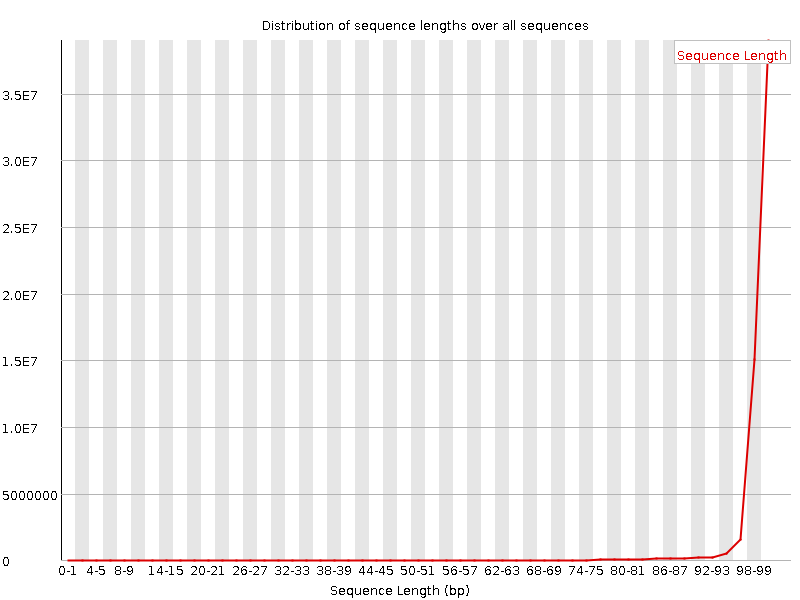 Distribution of sequence lengths over all sequences
Sequence Length
3.5E7
3.0E7
2.5E7
2.0E7
1.5E7
1.0E7
5000000
0
0-1 4-5 8-9 14-15 20-21 26-27 32-33 38-39 44-45 50-51 56-57 62-63 68-69 74-75 80-81 86-87 92-93 98-99
Sequence Length (bp)